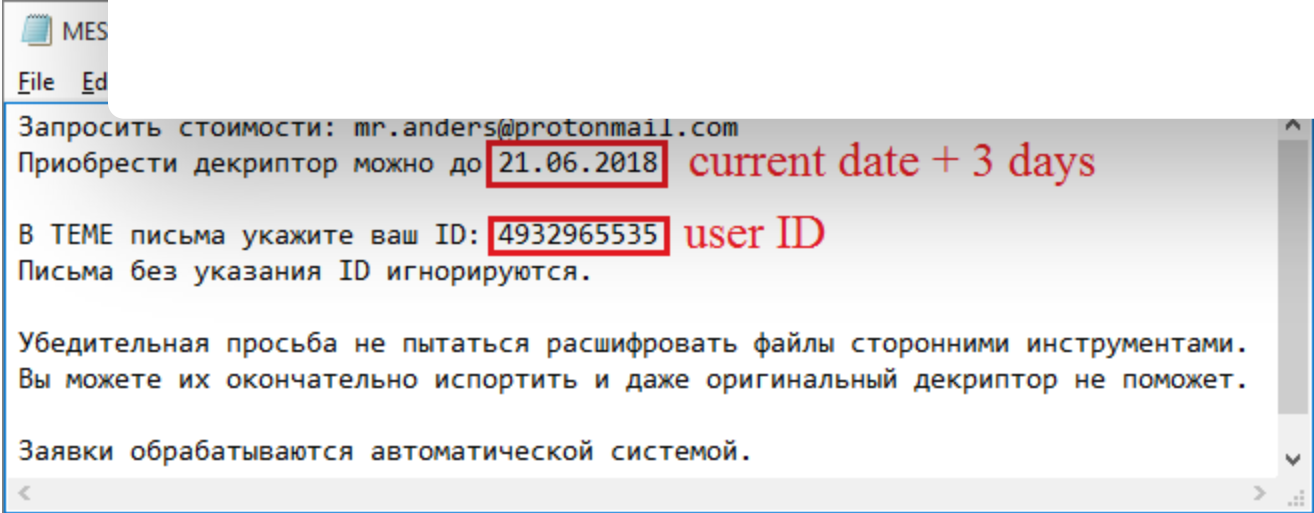 MES
File Ed
Запросить стоимости: mr.anders@protonmail.com
Приобрести декриптор можно до 21.06.2018 current date + 3 days
В ТЕМЕ письма укажите ваш ID: 4932965535 user ID
Письма без указания ID игнорируются.
Убедительная просьба не пытаться расшифровать файлы сторонними инструментами.
Вы можете их окончательно испортить и даже оригинальный декриптор не поможет.
Заявки обрабатываются автоматической системой.